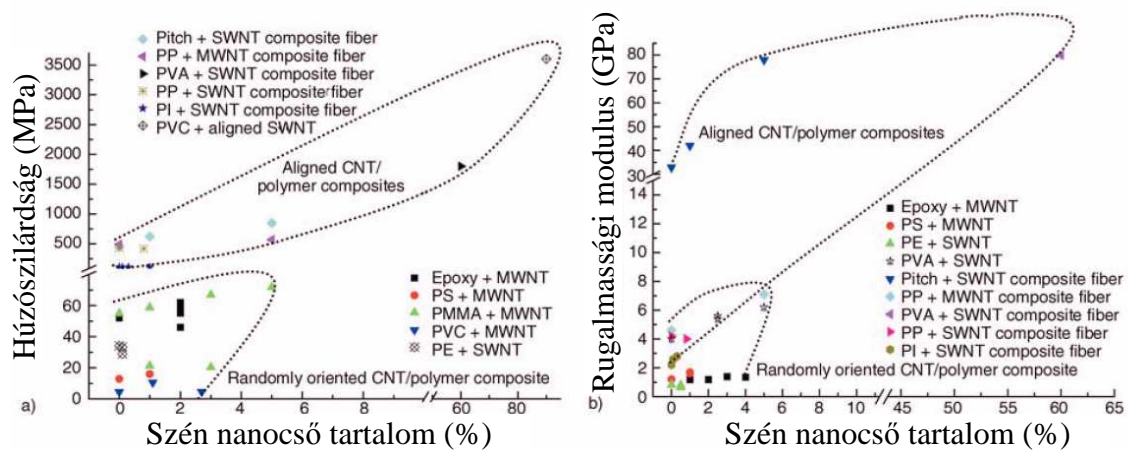 Húzószilárdság (MPa)
3500
3000
2500
2000
1500
1000
500
60
40
20
0
Pitch + SWNT composite fiber
PP + MWNT composite fiber
PVA + SWNT composite fiber
PP + SWNT composite fiber
PI + SWNT composite fiber
PVC + aligned SWNT
Aligned CNT/
polymer composites
Epoxy + MWNT
PS + MWNT
PMMA + MWNT
PVC + MWNT
PE + SWNT
Randomly oriented CNT/polymer composite
a)
0 2 4 6 8 60 80
Szén nanocső tartalom (%)
Rugalmassági modulus (GPa)
80
70
60
50
40
30
14
12
10
8
6
4
2
0
Aligned CNT/polymer composites
Epoxy + MWNT
PS + MWNT
PE + SWNT
PVA + SWNT
Pitch + SWNT composite fiber
PP + MWNT composite fiber
PVA + SWNT composite fiber
PP + SWNT composite fiber
PI + SWNT composite fiber
Randomly oriented CNT/polymer composite
b)
0 2 4 6 8 10 45 50 55 60 65
Szén nanocső tartalom (%)